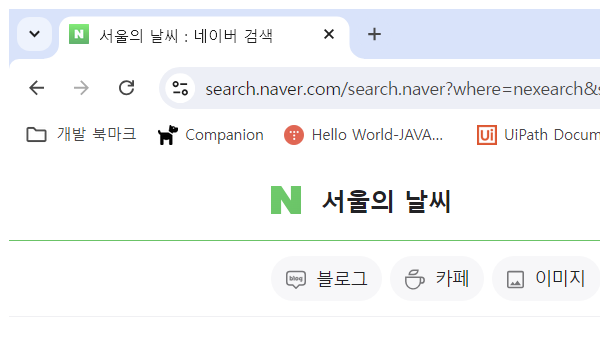 서울의 날씨 : 네이버 검색
search.naver.com/search.naver?where=nexearch&
개발 북마크 Companion Hello World-JAVA... UiPath Docum
N 서울의 날씨
blog 블로그 카페 이미지